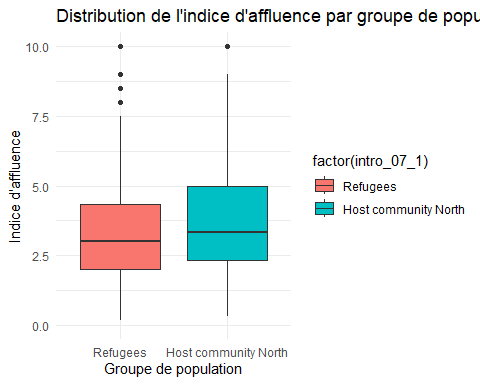 Distribution de l'indice d'affluence par groupe de popu
10.0
7.5
5.0
2.5
0.0
Indice d'affluence
Refugees
Host community North
Groupe de population
factor(intro_07_1)
Refugees
Host community North